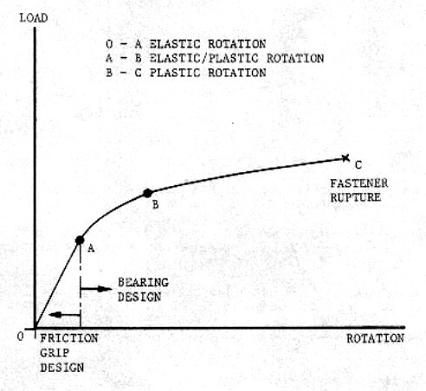 LOAD
O - A ELASTIC ROTATION
A - B ELASTIC/PLASTIC ROTATION
B - C PLASTIC ROTATION
C
FASTENER
RUPTURE
B
A
BEARING
DESIGN
O
FRICTION
GRIP
DESIGN
ROTATION